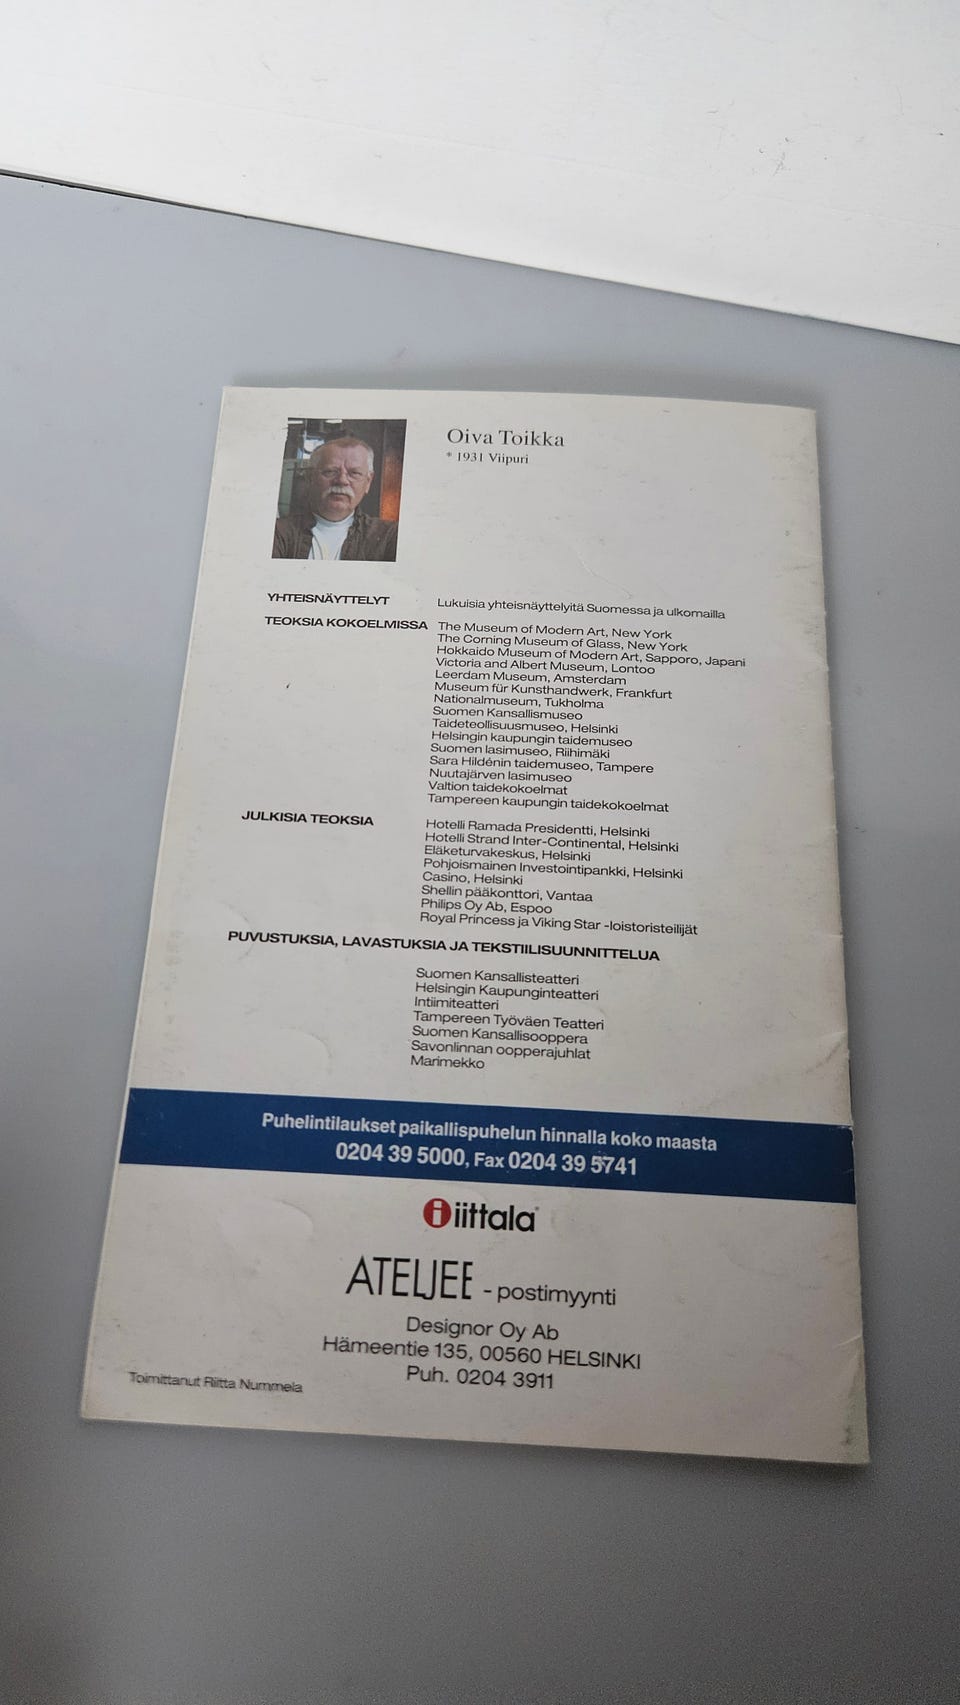 Oiva Toikka
* 1931 Viipuri
YHTEISNÄYTTELYT Lukuisia yhteisnäyttelyitä Suomessa ja ulkomailla
TEOKSIA KOKOELMISSA The Museum of Modern Art, New York
The Corning Museum of Glass, New York
Hokkaido Museum of Modern Art, Sapporo, Japani
Victoria and Albert Museum, Lontoo
Leerdam Museum, Amsterdam
Museum für Kunsthandwerk, Frankfurt
Nationalmuseum, Tukholma
Suomen Kansallismuseo
Taideteollisuusmuseo, Helsinki
Helsingin kaupungin taidemuseo
Suomen lasimuseo, Riihimäki
Sara Hildénin taidemuseo, Tampere
Nuutajärven lasimuseo
Valtion taidekokoelmat
Tampereen kaupungin taidekokoelmat
JULKISIA TEOKSIA Hotelli Ramada Presidentti, Helsinki
Hotelli Strand Inter-Continental, Helsinki
Eläketurvakeskus, Helsinki
Pohjoismainen Investointipankki, Helsinki
Casino, Helsinki
Shellin pääkonttori, Vantaa
Philips Oy Ab, Espoo
Royal Princess ja Viking Star -loistoristeilijät
PUVUSTUKSIA, LAVASTUKSIA JA TEKSTIILISUUNNITTELUA
Suomen Kansallisteatteri
Helsingin Kaupunginteatteri
Intiimiteatteri
Tampereen Työväen Teatteri
Suomen Kansallisooppera
Savonlinnan oopperajuhlat
Marimekko
Puhelintilaukset paikallispuhelun hinnalla koko maasta
0204 39 5000, Fax 0204 39 5741
i iittala
ATELJEE - postimyynti
Designor Oy Ab
Hämeentie 135, 00560 HELSINKI
Puh. 0204 3911
Toimittanut Riitta Nummela